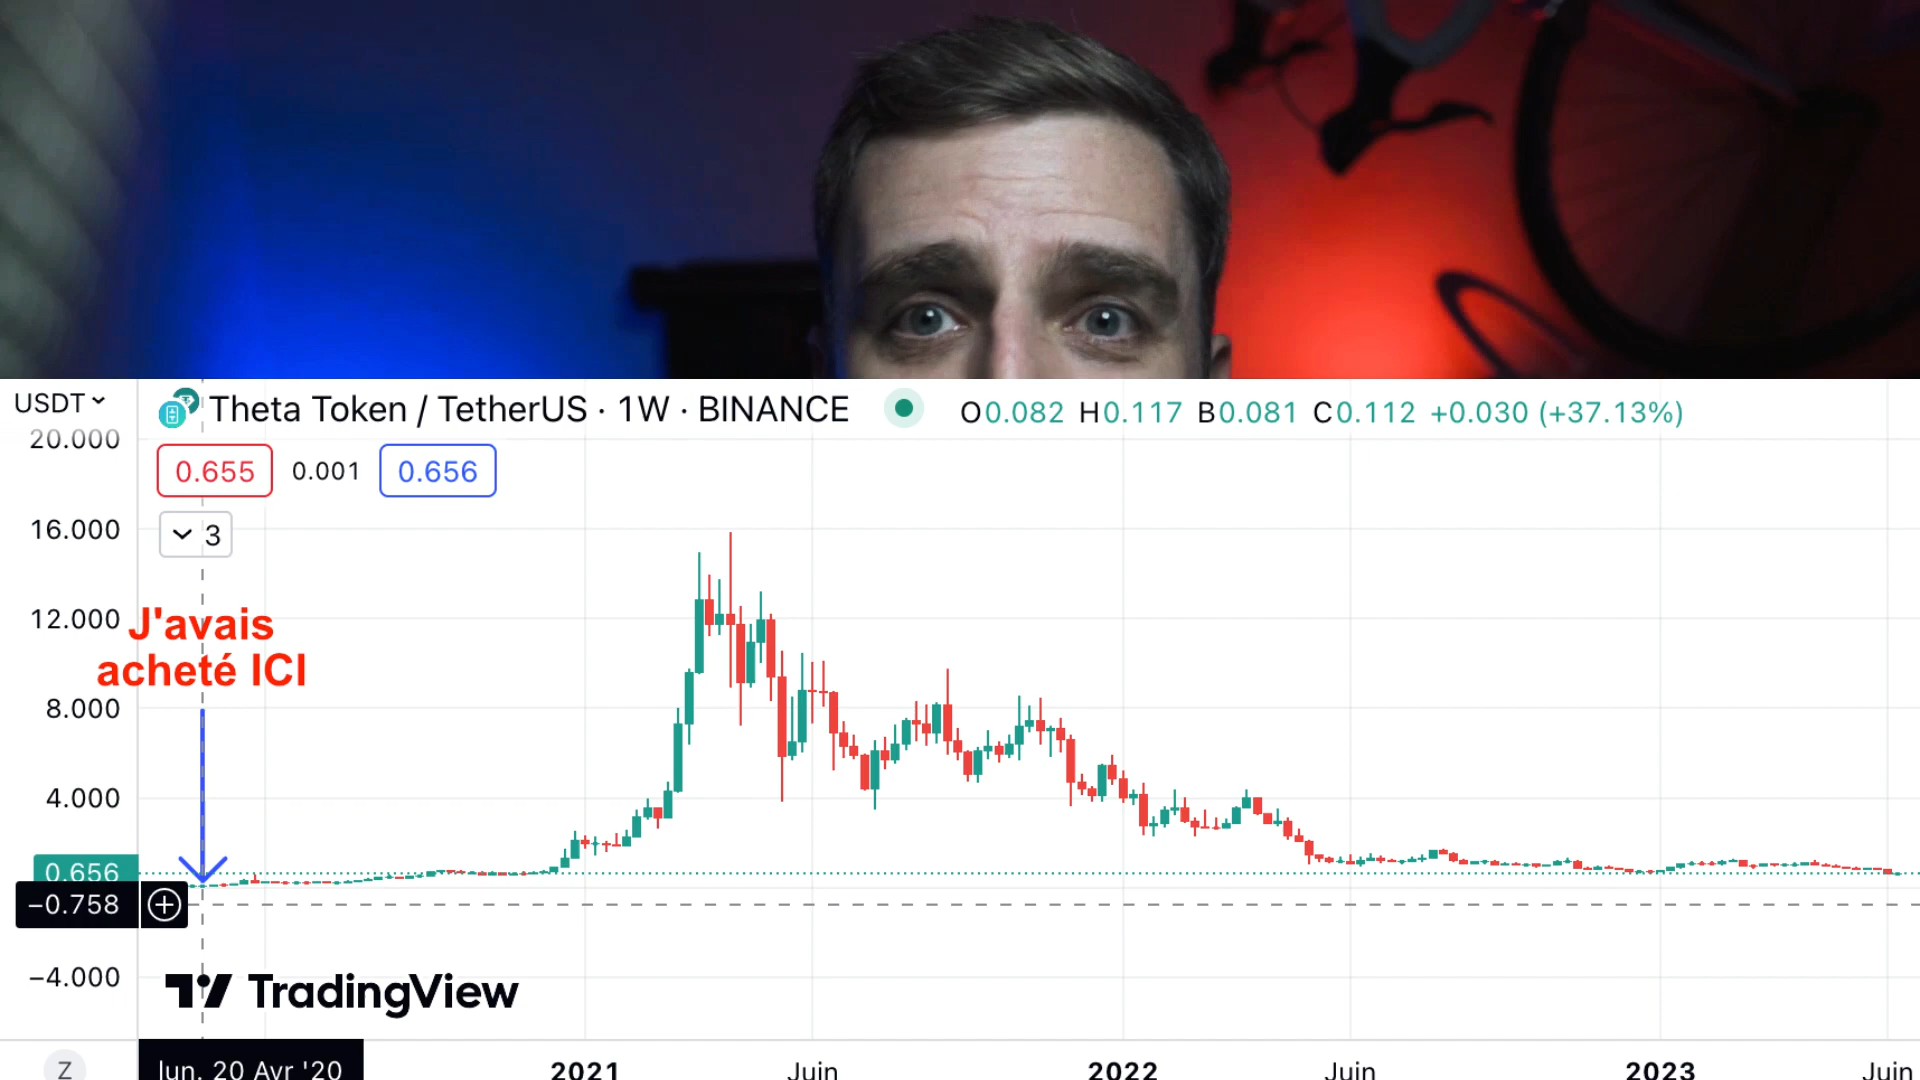 USDT
Theta Token / TetherUS · 1W · BINANCE
O0.082 H0.117 B0.081 C0.112 +0.030 (+37.13%)
20.000
0.655 0.001 0.656
16.000
3
12.000
J'avais
acheté ICI
8.000
4.000
0.656
−0.758
−4.000
TradingView
Z
lun. 20 Avr '20
2021
Juin
2022
Juin
2023
Juin